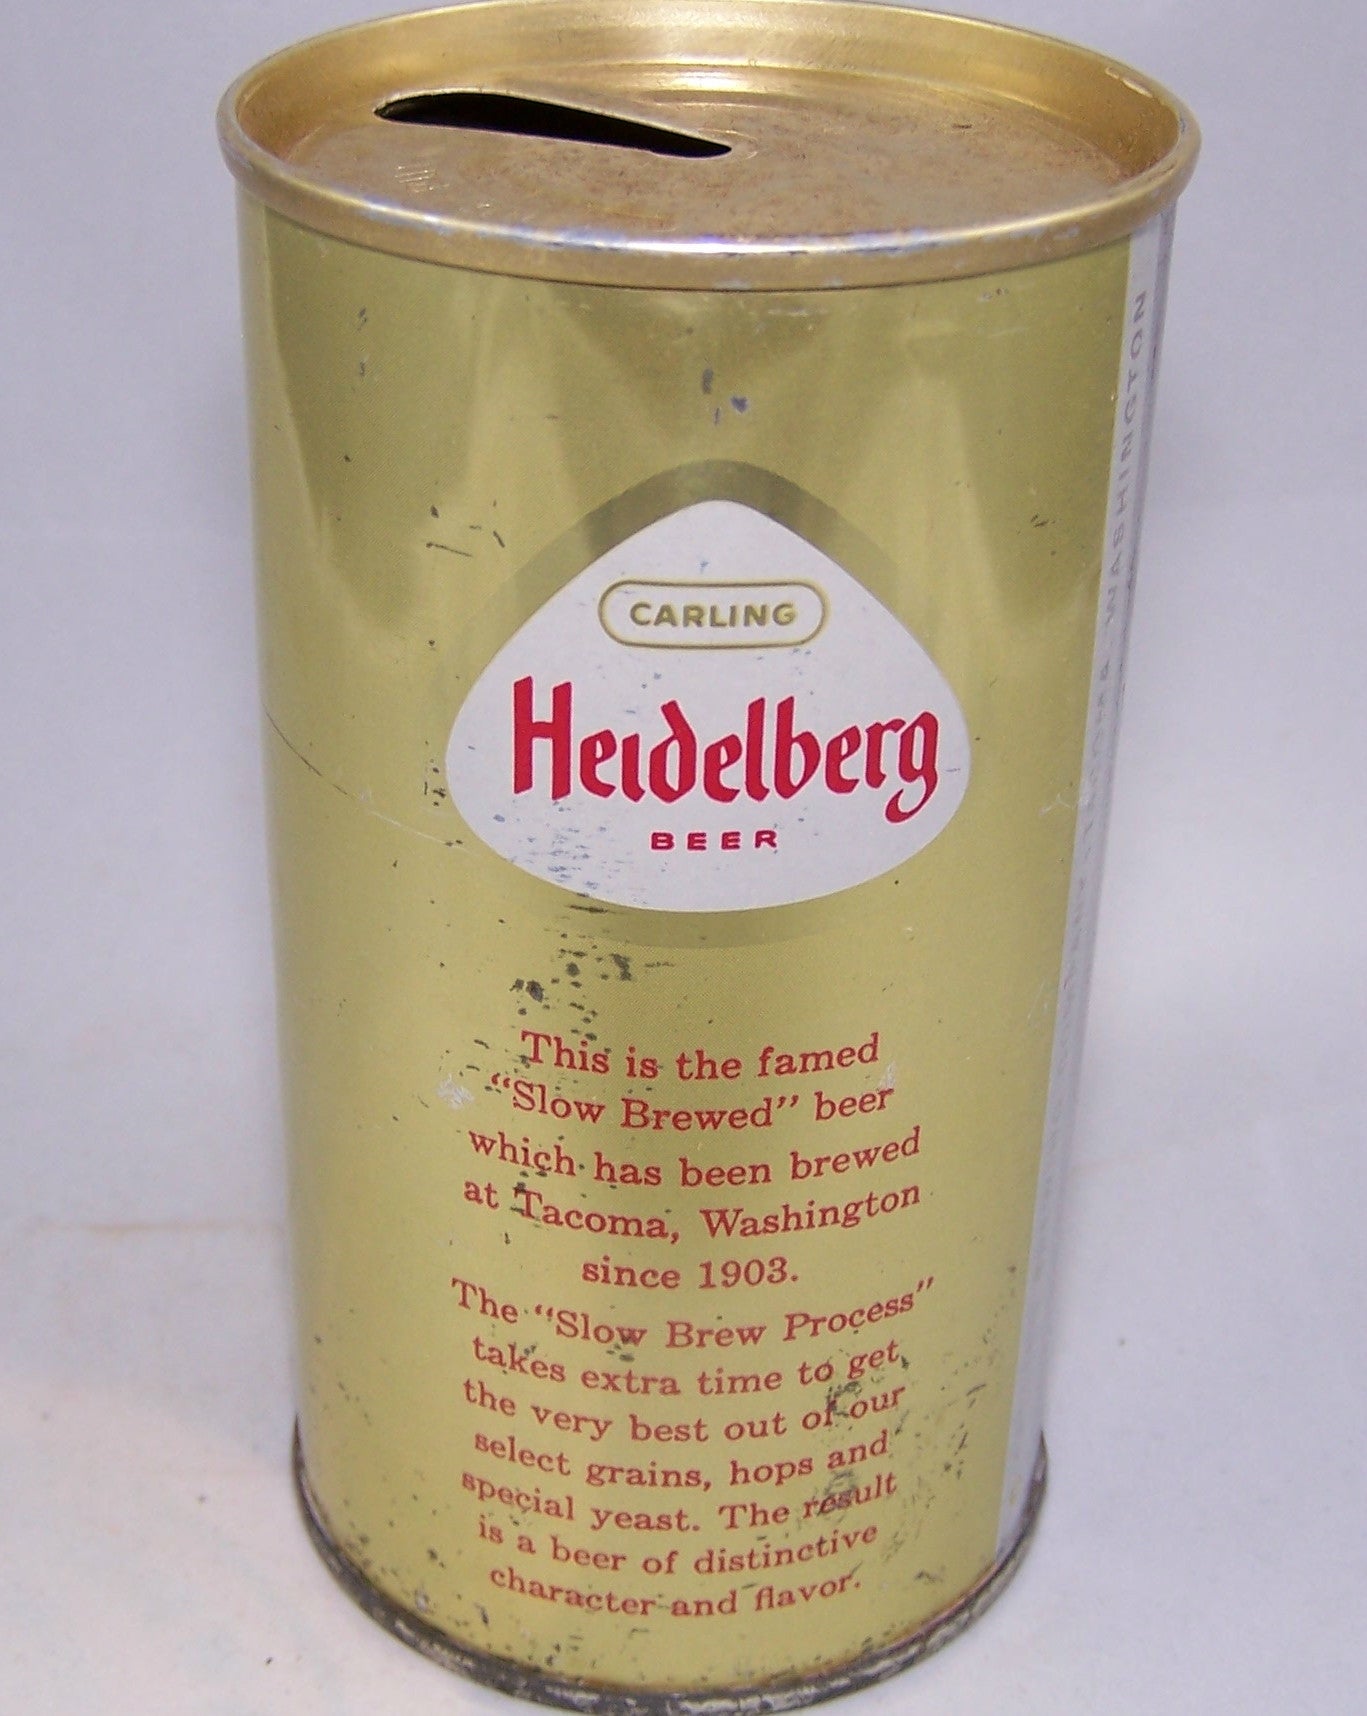 CARLING
Heidelberg
BEER
This is the famed
“Slow Brewed” beer
which has been brewed
at Tacoma, Washington
since 1903.
The “Slow Brew Process”
takes extra time to get
the very best out of our
select grains, hops and
special yeast. The result
is a beer of distinctive
character and flavor.
WASHINGTON